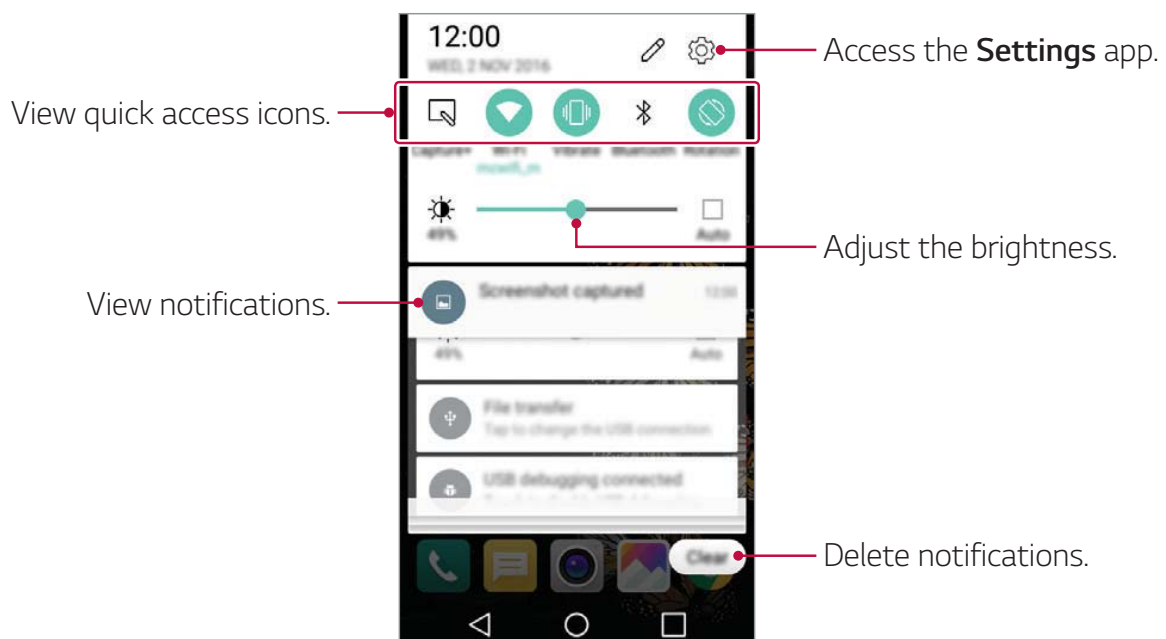 12:00
WED, 2 NOV 2016
Access the Settings app.
View quick access icons.
Capture+ Wi-Fi Vibrate Bluetooth Rotation
mcwifi_m
49% Auto
Adjust the brightness.
View notifications.
Screenshot captured 12:00
49% Auto
File transfer
Tap to change the USB connection
USB debugging connected
Clear
Delete notifications.